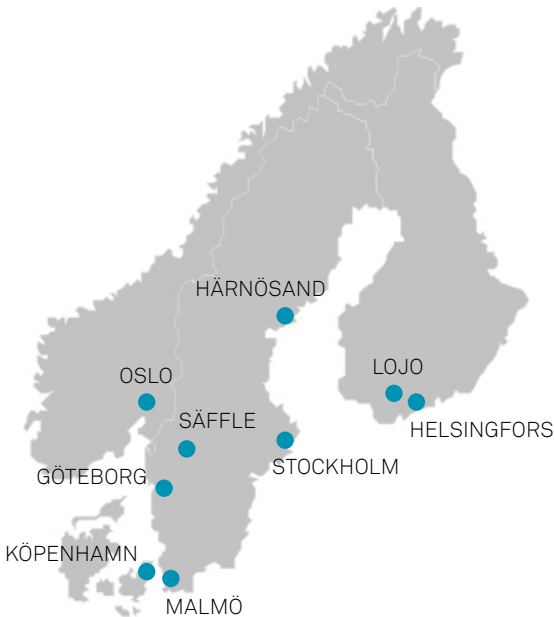 HÄRNÖSAND
LOJO
OSLO
SÄFFLE
HELSINGFORS
STOCKHOLM
GÖTEBORG
KÖPENHAMN
MALMÖ